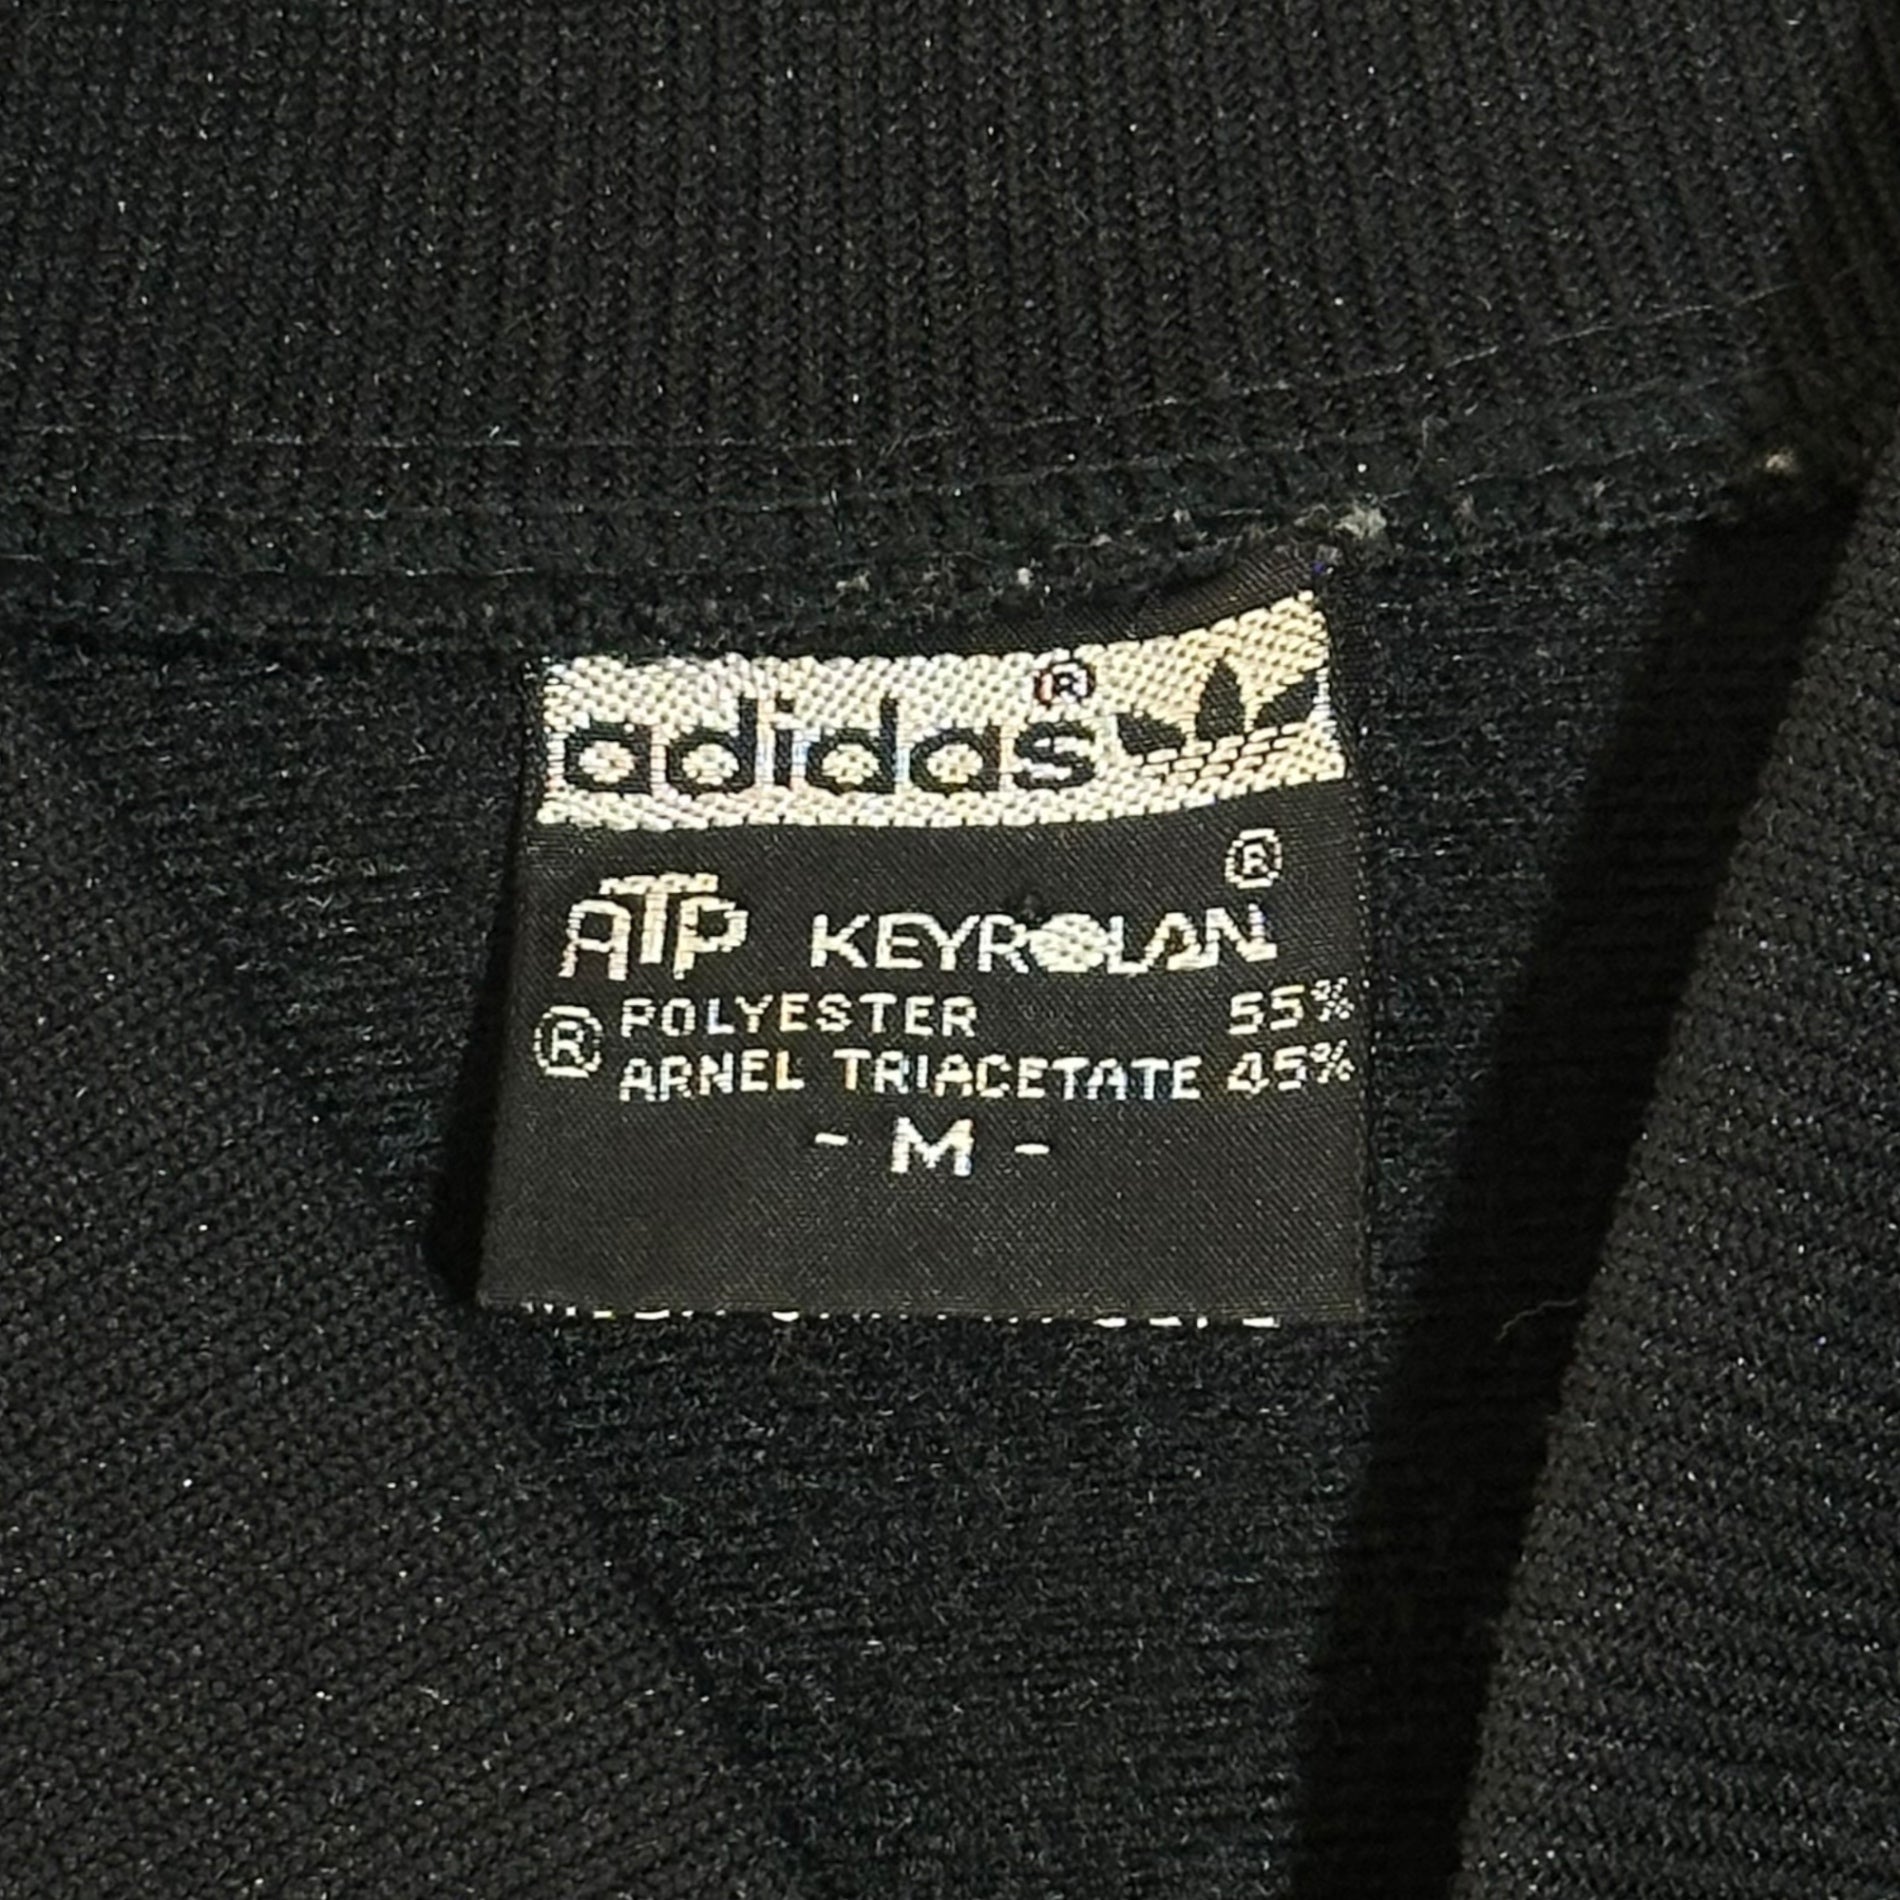 adidas®
®
ATP KEYROLAN
POLYESTER 55%
® ARNEL TRIACETATE 45%
- M -